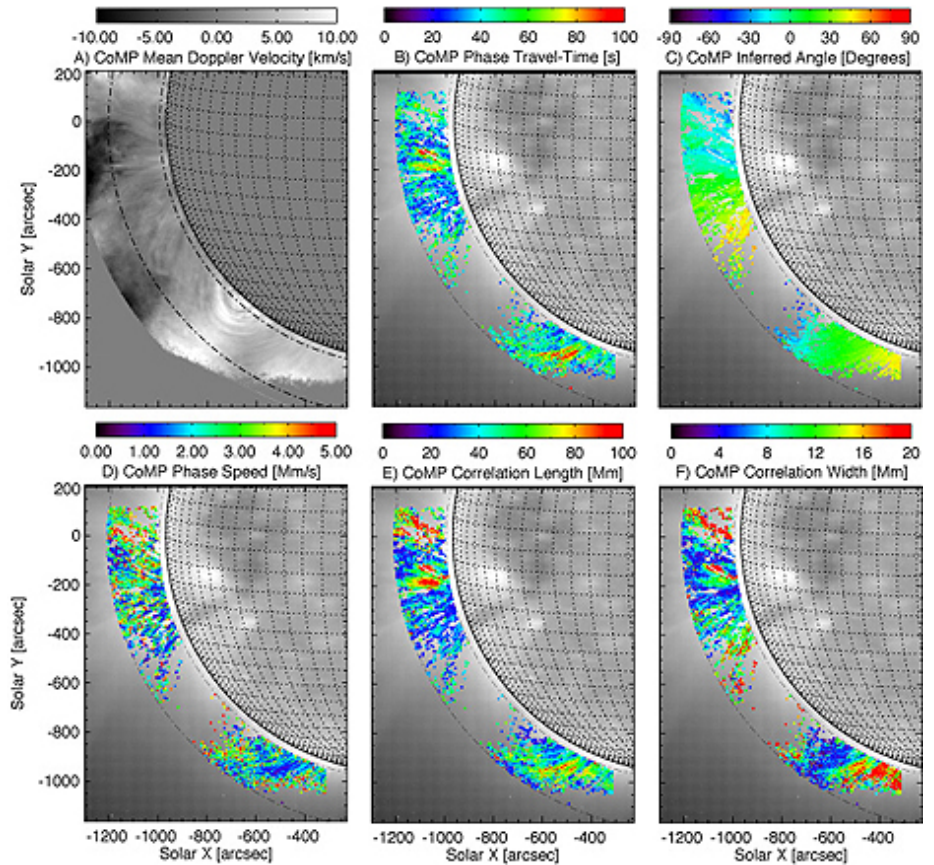 -10.00 -5.00 0.00 5.00 10.00
A) CoMP Mean Doppler Velocity [km/s]
0 20 40 60 80 100
B) CoMP Phase Travel-Time [s]
-90 -60 -30 0 30 60 90
C) CoMP Inferred Angle [Degrees]
200
0
-200
-400
-600
-800
-1000
Solar Y [arcsec]
0.00 1.00 2.00 3.00 4.00 5.00
D) CoMP Phase Speed [Mm/s]
0 20 40 60 80 100
E) CoMP Correlation Length [Mm]
0 4 8 12 16 20
F) CoMP Correlation Width [Mm]
200
0
-200
-400
-600
-800
-1000
Solar Y [arcsec]
-1200 -1000 -800 -600 -400
Solar X [arcsec]
-1200 -1000 -800 -600 -400
Solar X [arcsec]
-1200 -1000 -800 -600 -400
Solar X [arcsec]